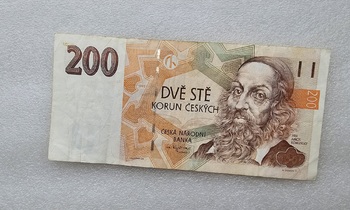 200
DVĚ STĚ
KORUN ČESKÝCH
ČESKÁ NÁRODNÍ
BANKA
200